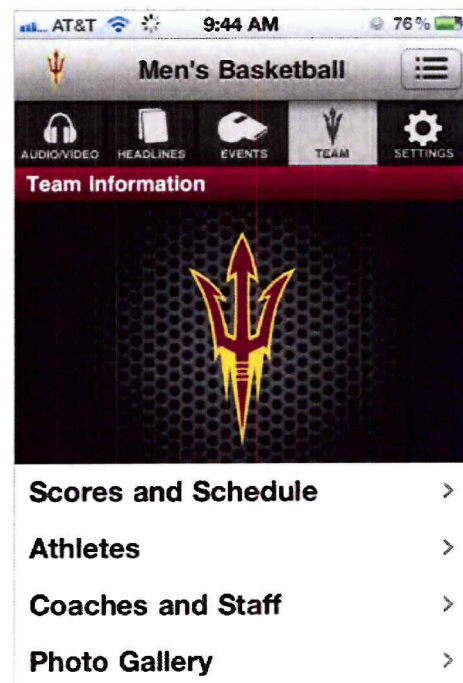 AT&T 9:44 AM 76%
Men's Basketball
AUDIO/VIDEO HEADLINES EVENTS TEAM SETTINGS
Team Information
Scores and Schedule
Athletes
Coaches and Staff
Photo Gallery